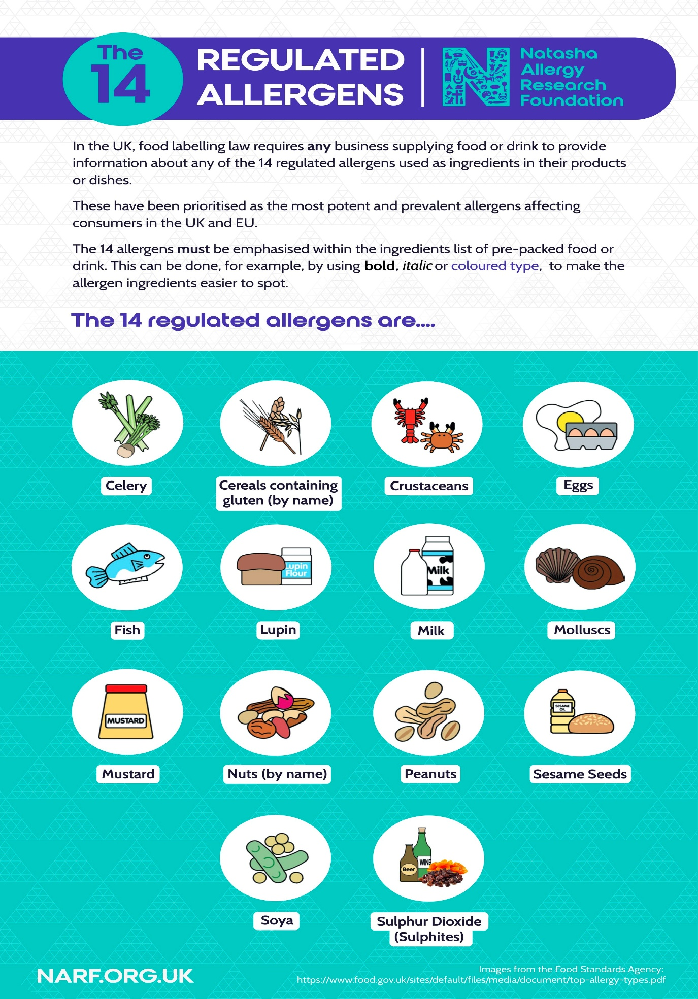 The
14
REGULATED
ALLERGENS
Natasha
Allergy
Research
Foundation
In the UK, food labelling law requires any business supplying food or drink to provide
information about any of the 14 regulated allergens used as ingredients in their products
or dishes.
These have been prioritised as the most potent and prevalent allergens affecting
consumers in the UK and EU.
The 14 allergens must be emphasised within the ingredients list of pre-packed food or
drink. This can be done, for example, by using bold, italic or coloured type, to make the
allergen ingredients easier to spot.
The 14 regulated allergens are....
Celery
Cereals containing
gluten (by name)
Crustaceans
Eggs
Lupin
Flour
Milk
Fish
Lupin
Milk
Molluscs
MUSTARD
SESAME
OIL
Mustard
Nuts (by name)
Peanuts
Sesame Seeds
Beer
WINE
Soya
Sulphur Dioxide
(Sulphites)
NARF.ORG.UK
Images from the Food Standards Agency:
https://www.food.gov.uk/sites/default/files/media/document/top-allergy-types.pdf